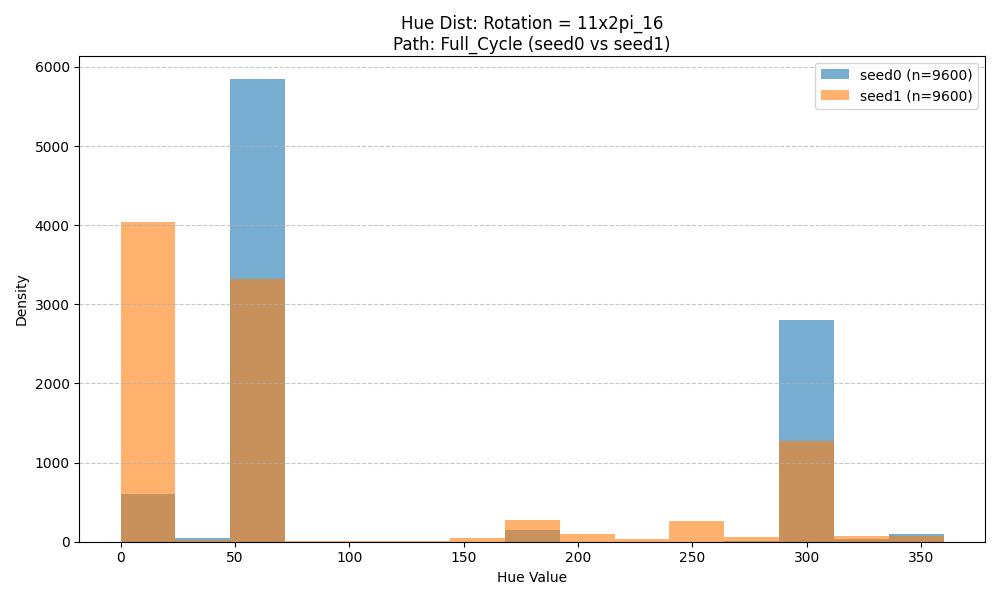 Hue Dist: Rotation = 11x2pi_16
Path: Full_Cycle (seed0 vs seed1)
seed0 (n=9600)
seed1 (n=9600)
Density
6000
5000
4000
3000
2000
1000
0
0 50 100 150 200 250 300 350
Hue Value